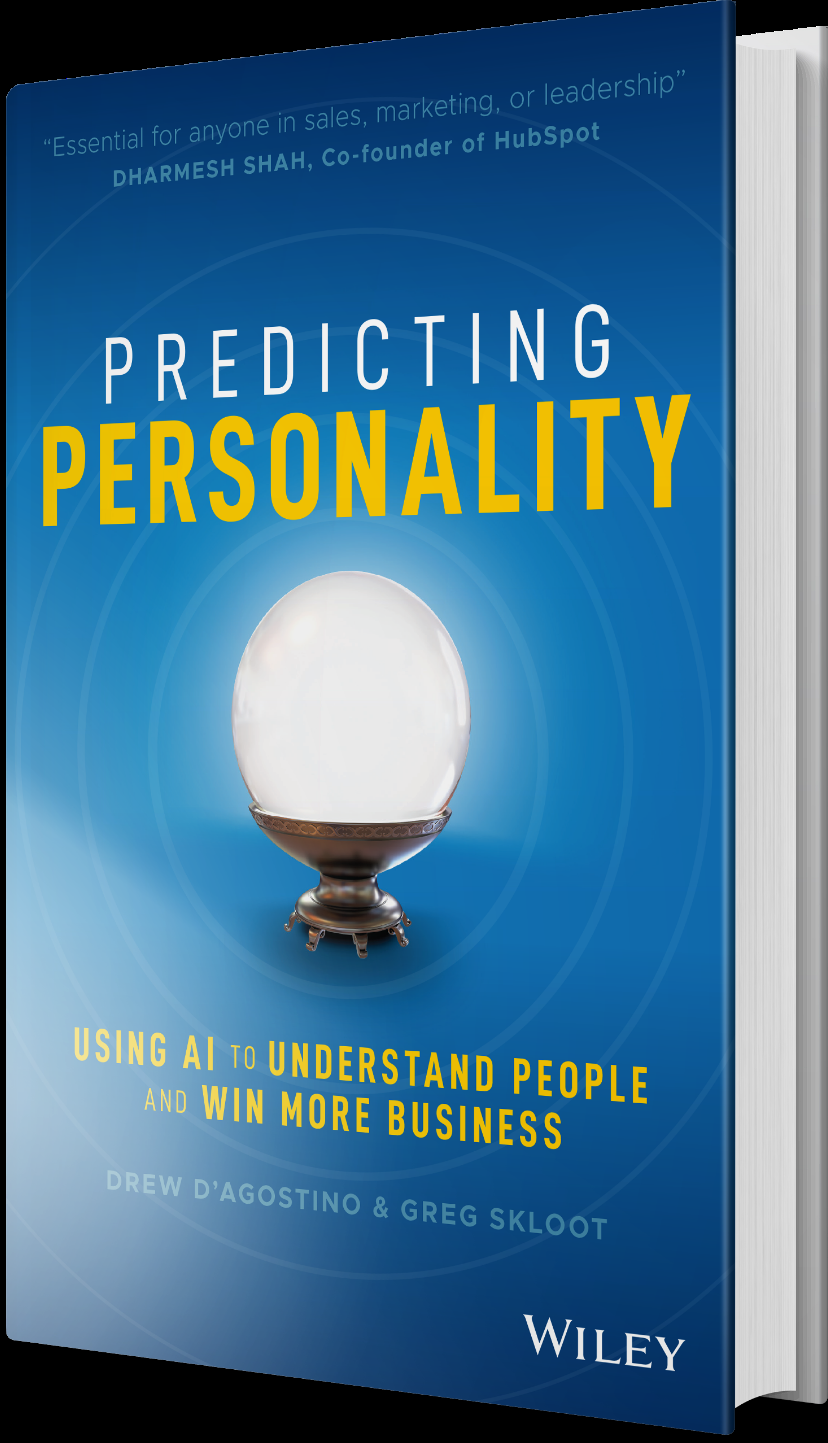 “Essential for anyone in sales, marketing, or leadership”
DHARMESH SHAH, Co-founder of HubSpot
PREDICTING
PERSONALITY
USING AI TO UNDERSTAND PEOPLE
AND WIN MORE BUSINESS
DREW D’AGOSTINO & GREG SKLOOT
WILEY